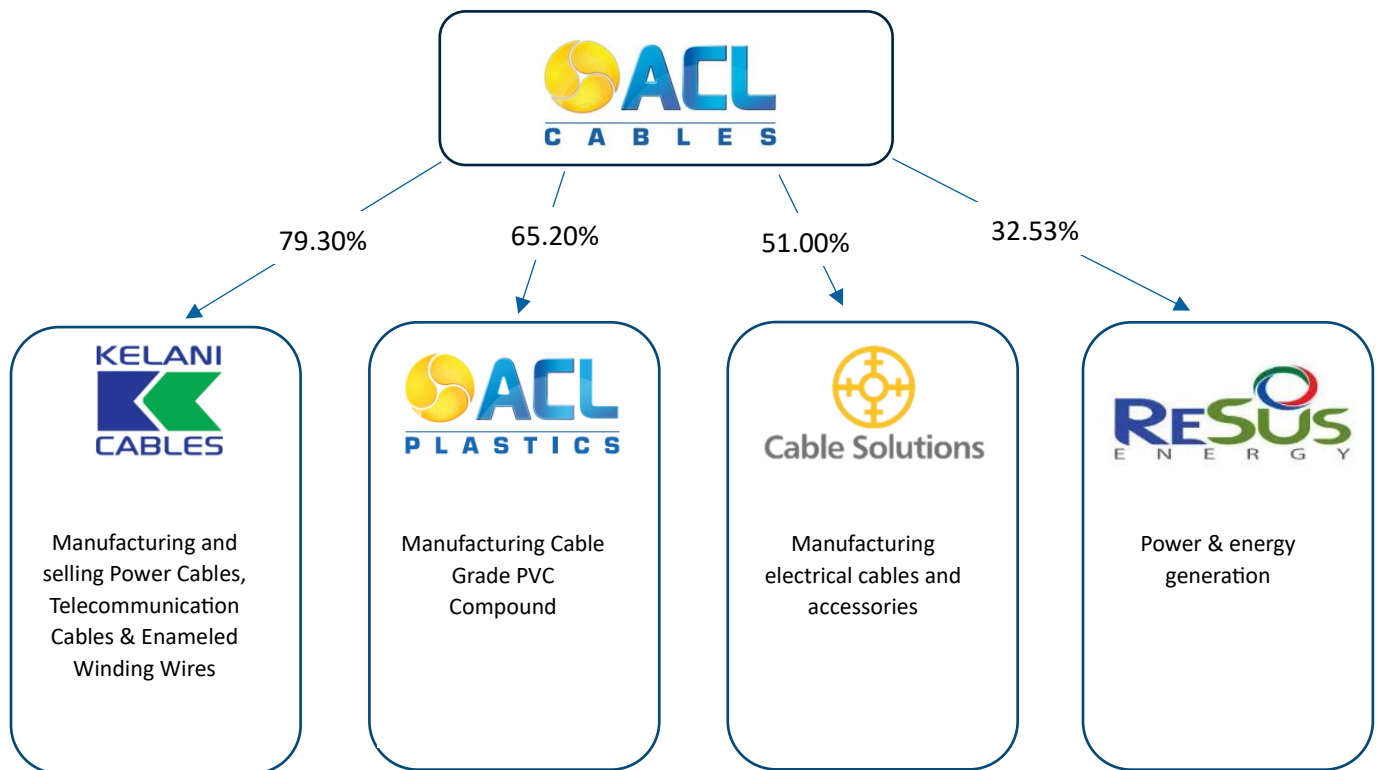 ACL
CABLES
79.30%
65.20%
51.00%
32.53%
KELANI
CABLES
Manufacturing and
selling Power Cables,
Telecommunication
Cables & Enameled
Winding Wires
ACL
PLASTICS
Manufacturing Cable
Grade PVC
Compound
Cable Solutions
Manufacturing
electrical cables and
accessories
RESUS
ENERGY
Power & energy
generation